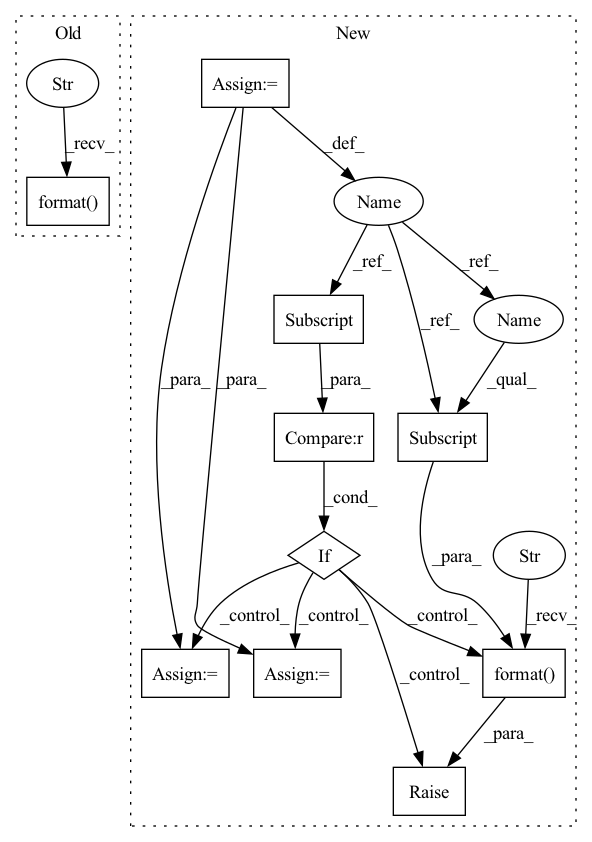 Old
New
Str
Assign:=
_recv_
_def_
format()
Name
_ref_
_ref_
_ref_
Subscript
Name
_para_
_para_
_para_
_qual_
Compare:r
Subscript
_cond_
If
_para_
Str
_control_
_control_
_control_
_recv_
Assign:=
Assign:=
_control_
format()
_para_
Raise